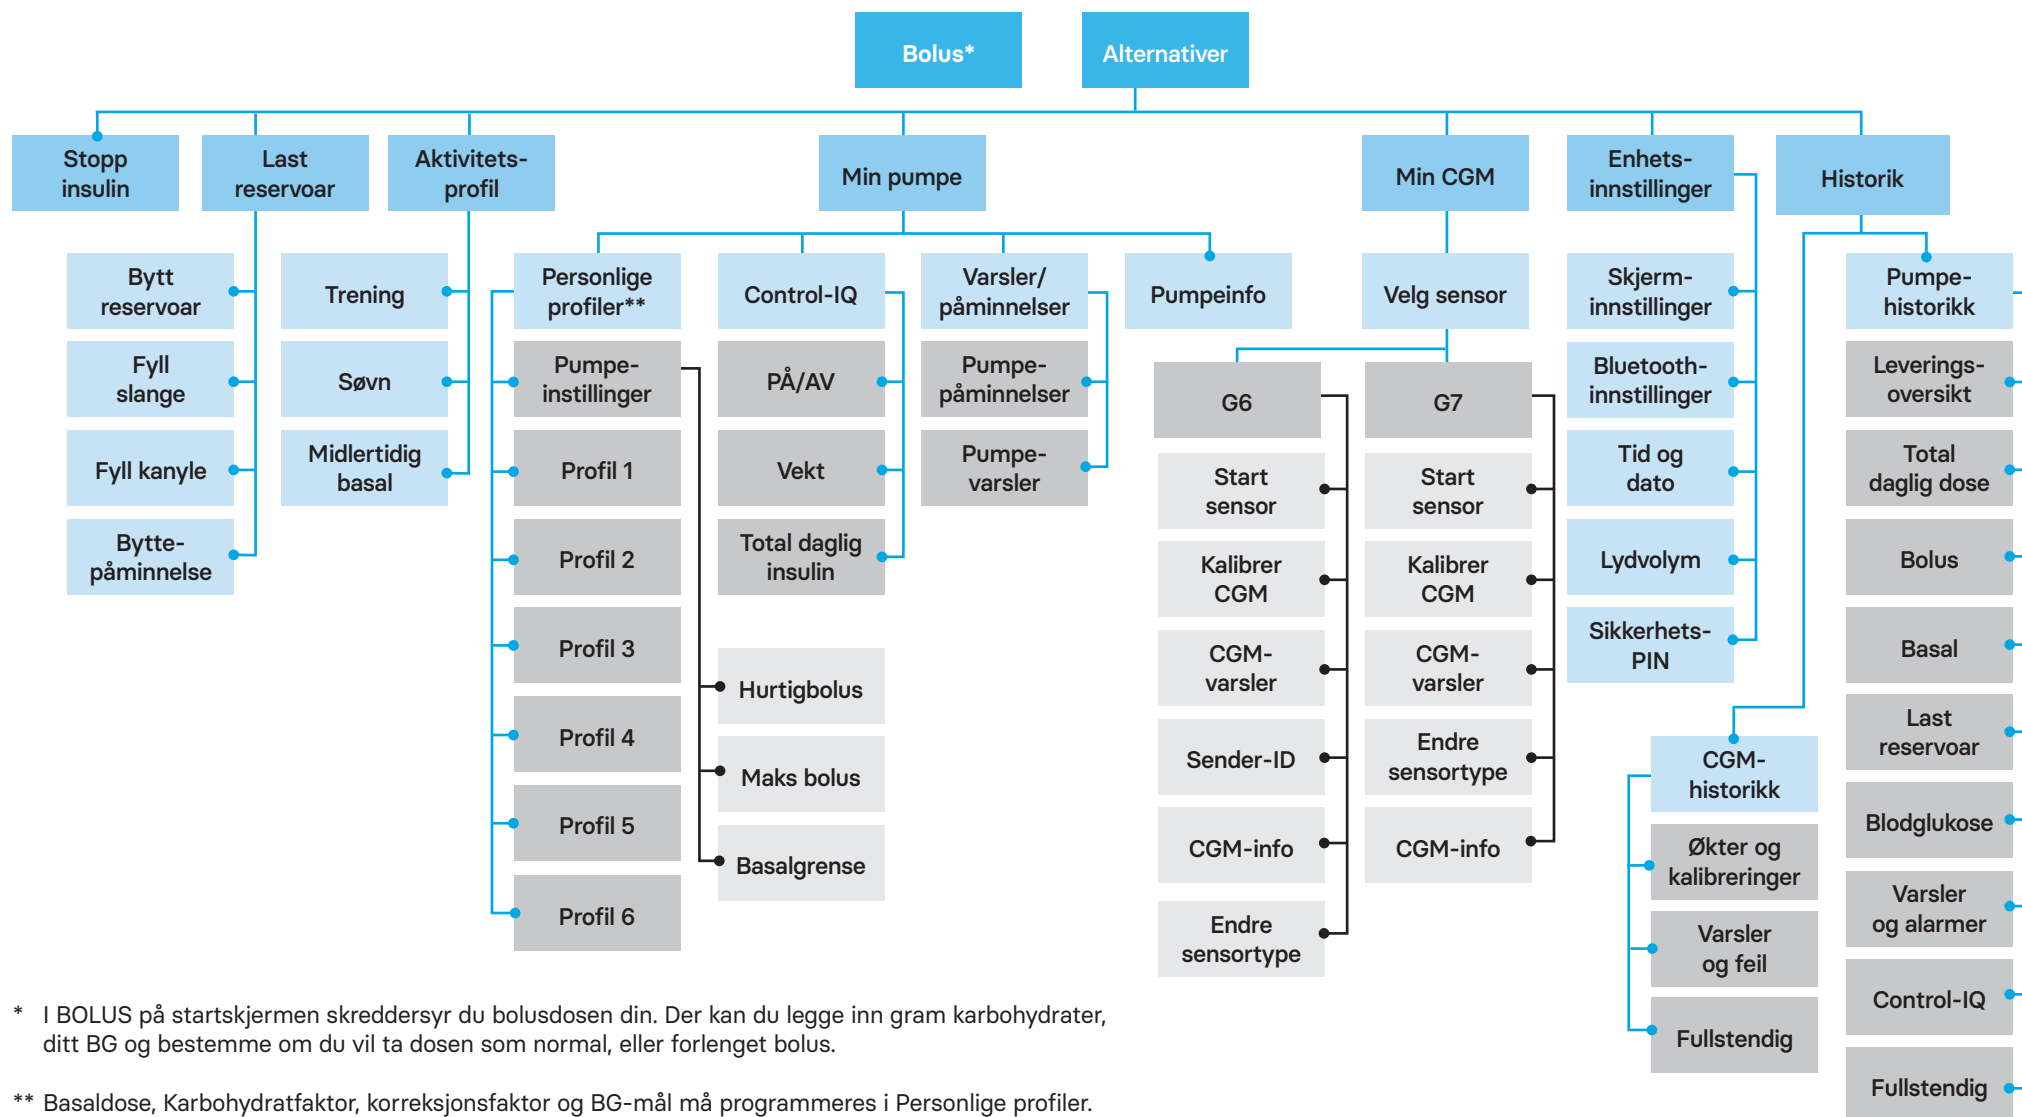 Bolus*
Alternativer
Stopp
insulin
Last
reservoar
Aktivitets-
profil
Min pumpe
Min CGM
Enhets-
innstillinger
Historik
Bytt
reservoar
Fyll
slange
Fyll kanyle
Bytte-
påminnelse
Trening
Søvn
Midlertidig
basal
Personlige
profiler**
Pumpe-
instillinger
Profil 1
Profil 2
Profil 3
Profil 4
Profil 5
Profil 6
Control-IQ
PÅ/AV
Vekt
Total daglig
insulin
Hurtigbolus
Maks bolus
Basalgrense
Varsler/
påminnelser
Pumpe-
påminnelser
Pumpe-
varsler
Pumpeinfo
Velg sensor
G6
Start
sensor
Kalibrer
CGM
CGM-
varsler
Sender-ID
CGM-info
Endre
sensortype
G7
Start
sensor
Kalibrer
CGM
CGM-
varsler
Endre
sensortype
CGM-info
Skjerm-
innstillinger
Bluetooth-
innstillinger
Tid og
dato
Lydvolym
Sikkerhets-
PIN
CGM-
historikk
Økter og
kalibreringer
Varsler
og feil
Fullstendig
Pumpe-
historikk
Leverings-
oversikt
Total
daglig dose
Bolus
Basal
Last
reservoar
Blodglukose
Varsler
og alarmer
Control-IQ
Fullstendig
* I BOLUS på startskjermen skreddersyr du bolusdosen din. Der kan du legge inn gram karbohydrater,
ditt BG og bestemme om du vil ta dosen som normal, eller forlenget bolus.
** Basaldose, Karbohydratfaktor, korreksjonsfaktor og BG-mål må programmeres i Personlige profiler.